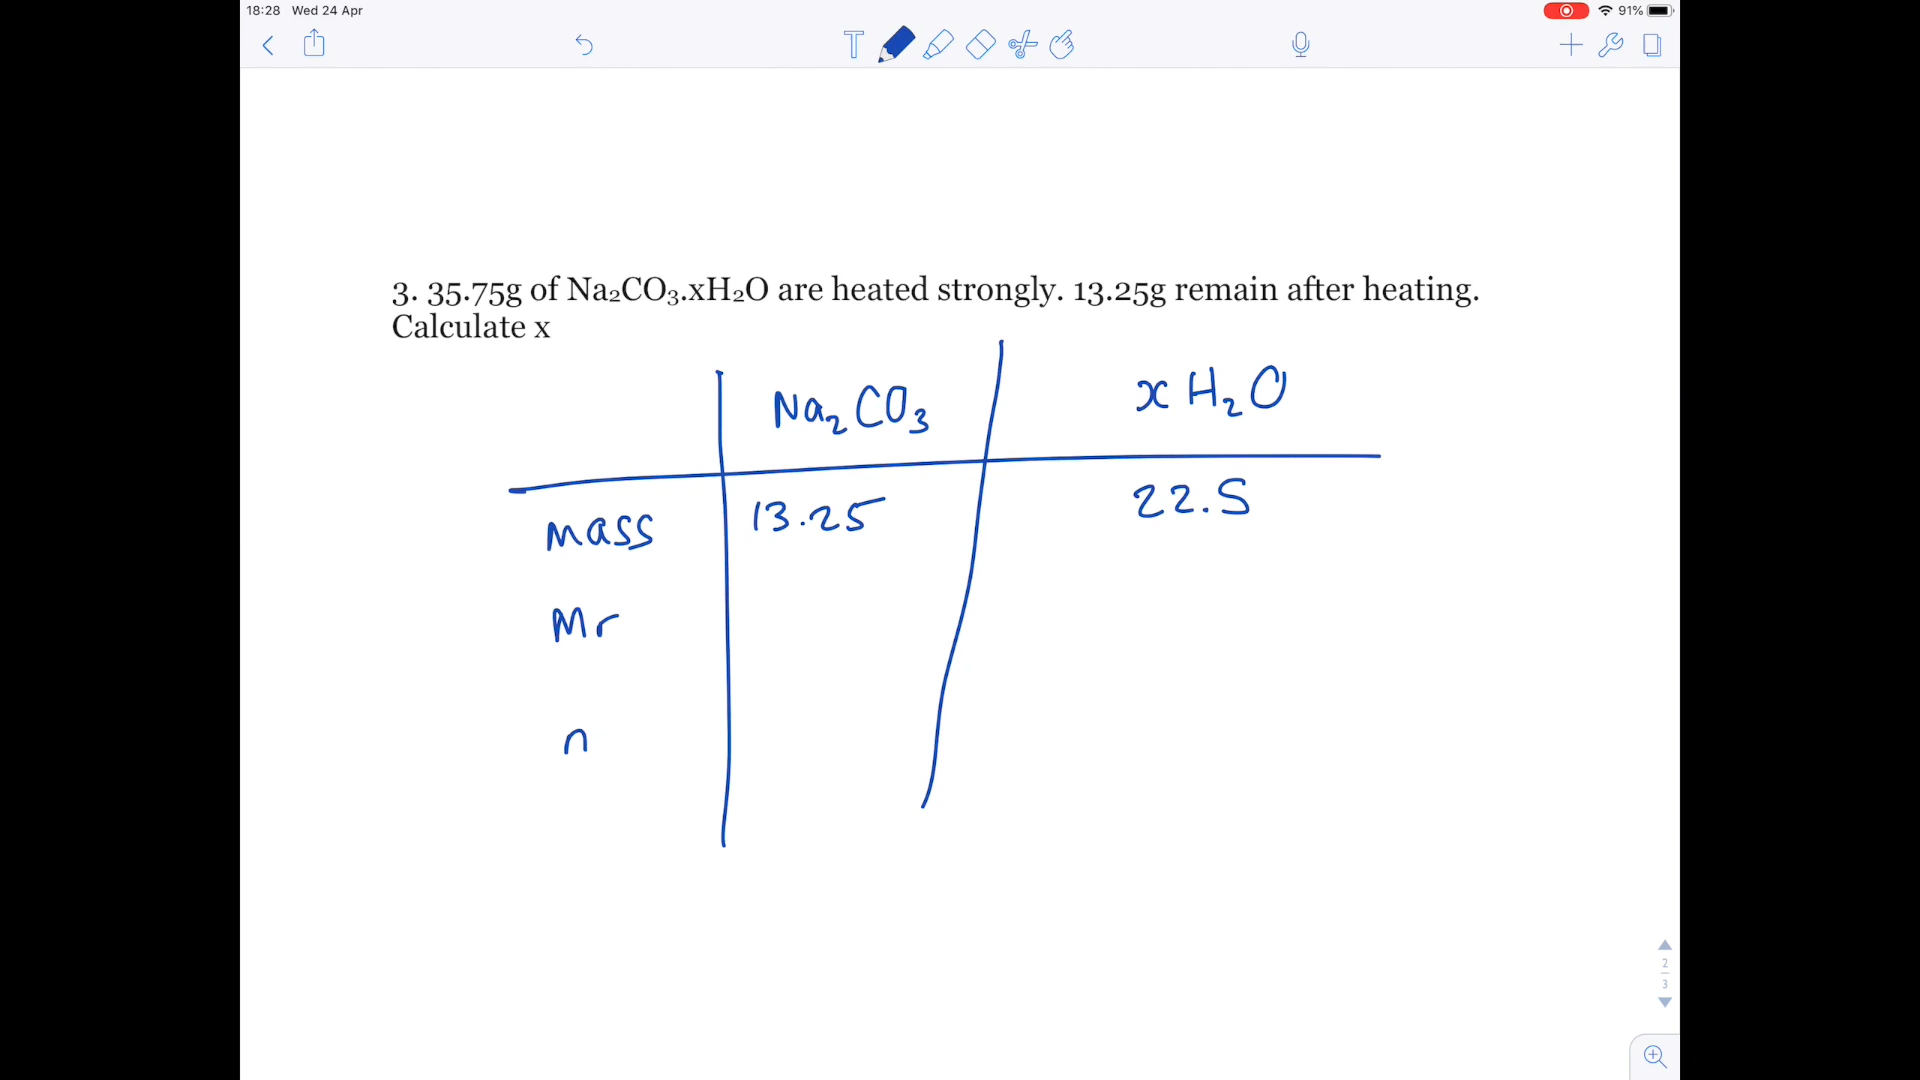 18:28 Wed 24 Apr 91%
T
3. 35.75g of Na₂CO₃.xH₂O are heated strongly. 13.25g remain after heating.
Calculate x
Na₂CO₃ x H₂O
mass 13.25 22.5
Mr
n
2
3